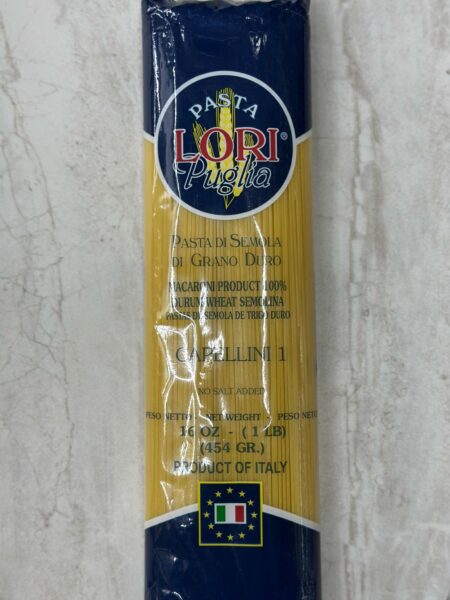 PASTA
LORI®
Puglia
PASTA DI SEMOLA
DI GRANO DURO
MACARONI PRODUCT 100%
DURUM WHEAT SEMOLINA
PASTAS DE SEMOLA DE TRIGO DURO
CAPELLINI 1
NO SALT ADDED
PESO NETTO - NET WEIGHT - PESO NETO
16 OZ - ( 1 LB)
(454 GR.)
PRODUCT OF ITALY